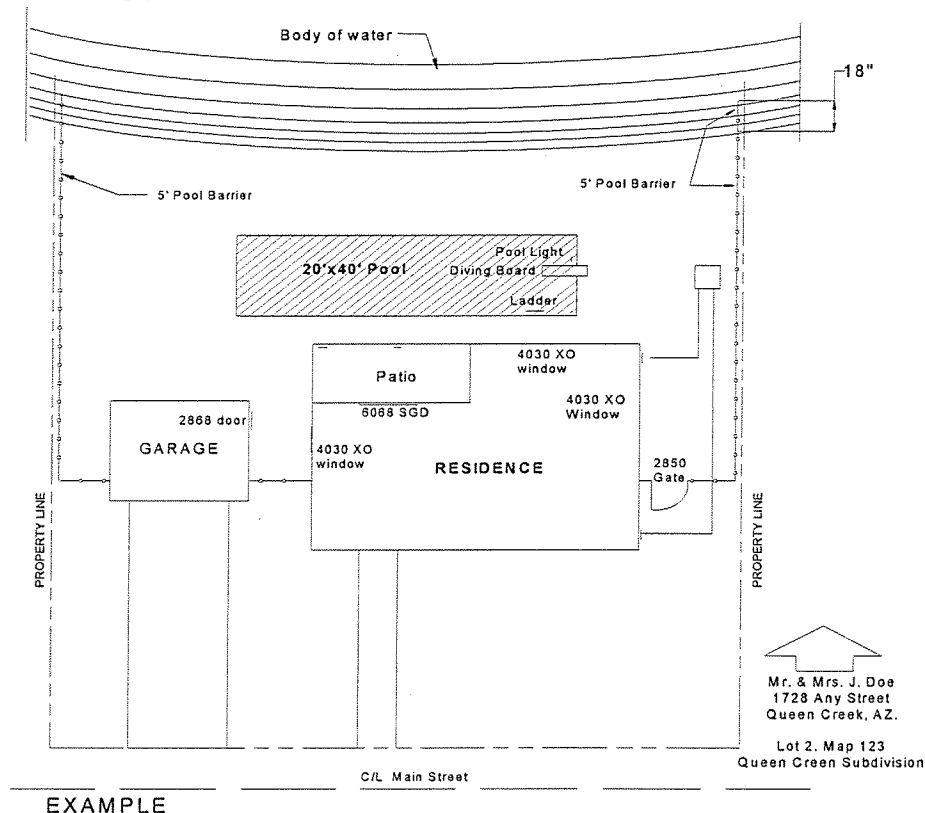 Body of water
18"
5' Pool Barrier
5' Pool Barrier
Pool Light
20'x40' Pool
Diving Board
Ladder
4030 XO
window
Patio
4030 XO
Window
6068 SGD
2868 door
GARAGE
4030 XO
window
RESIDENCE
2850
Gate
PROPERTY LINE
PROPERTY LINE
Mr. & Mrs. J. Doe
1728 Any Street
Queen Creek, AZ.
Lot 2, Map 123
Queen Creen Subdivision
C/L Main Street
EXAMPLE